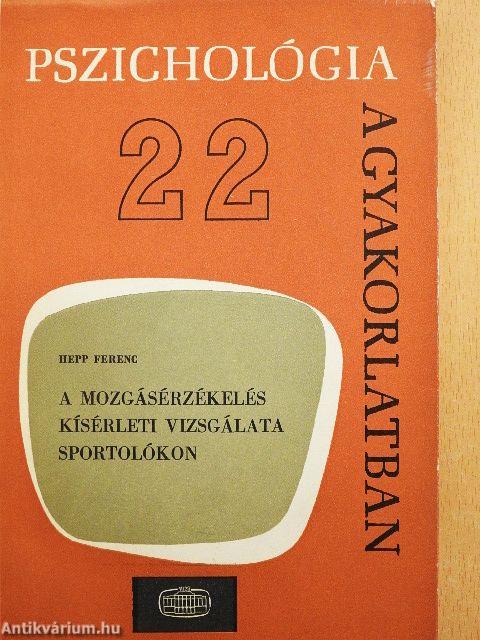 PSZICHOLÓGIA
A GYAKORLATBAN
22
HEPP FERENC
A MOZGÁSÉRZÉKELÉS
KÍSÉRLETI VIZSGÁLATA
SPORTOLÓKON
Antikvárium.hu